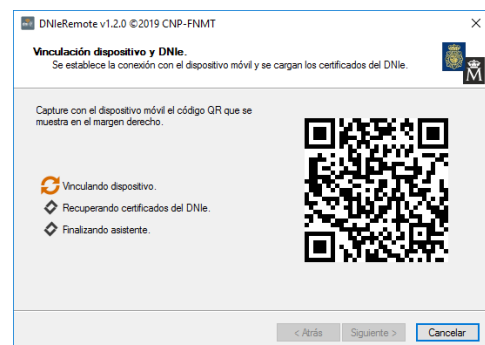 DNIeRemote v1.2.0 ©2019 CNP-FNMT
Vinculación dispositivo y DNIe.
Se establece la conexión con el dispositivo móvil y se cargan los certificados del DNIe.
Capture con el dispositivo móvil el código QR que se
muestra en el margen derecho.
Vinculando dispositivo.
Recuperando certificados del DNIe.
Finalizando asistente.
< Atrás
Siguiente >
Cancelar